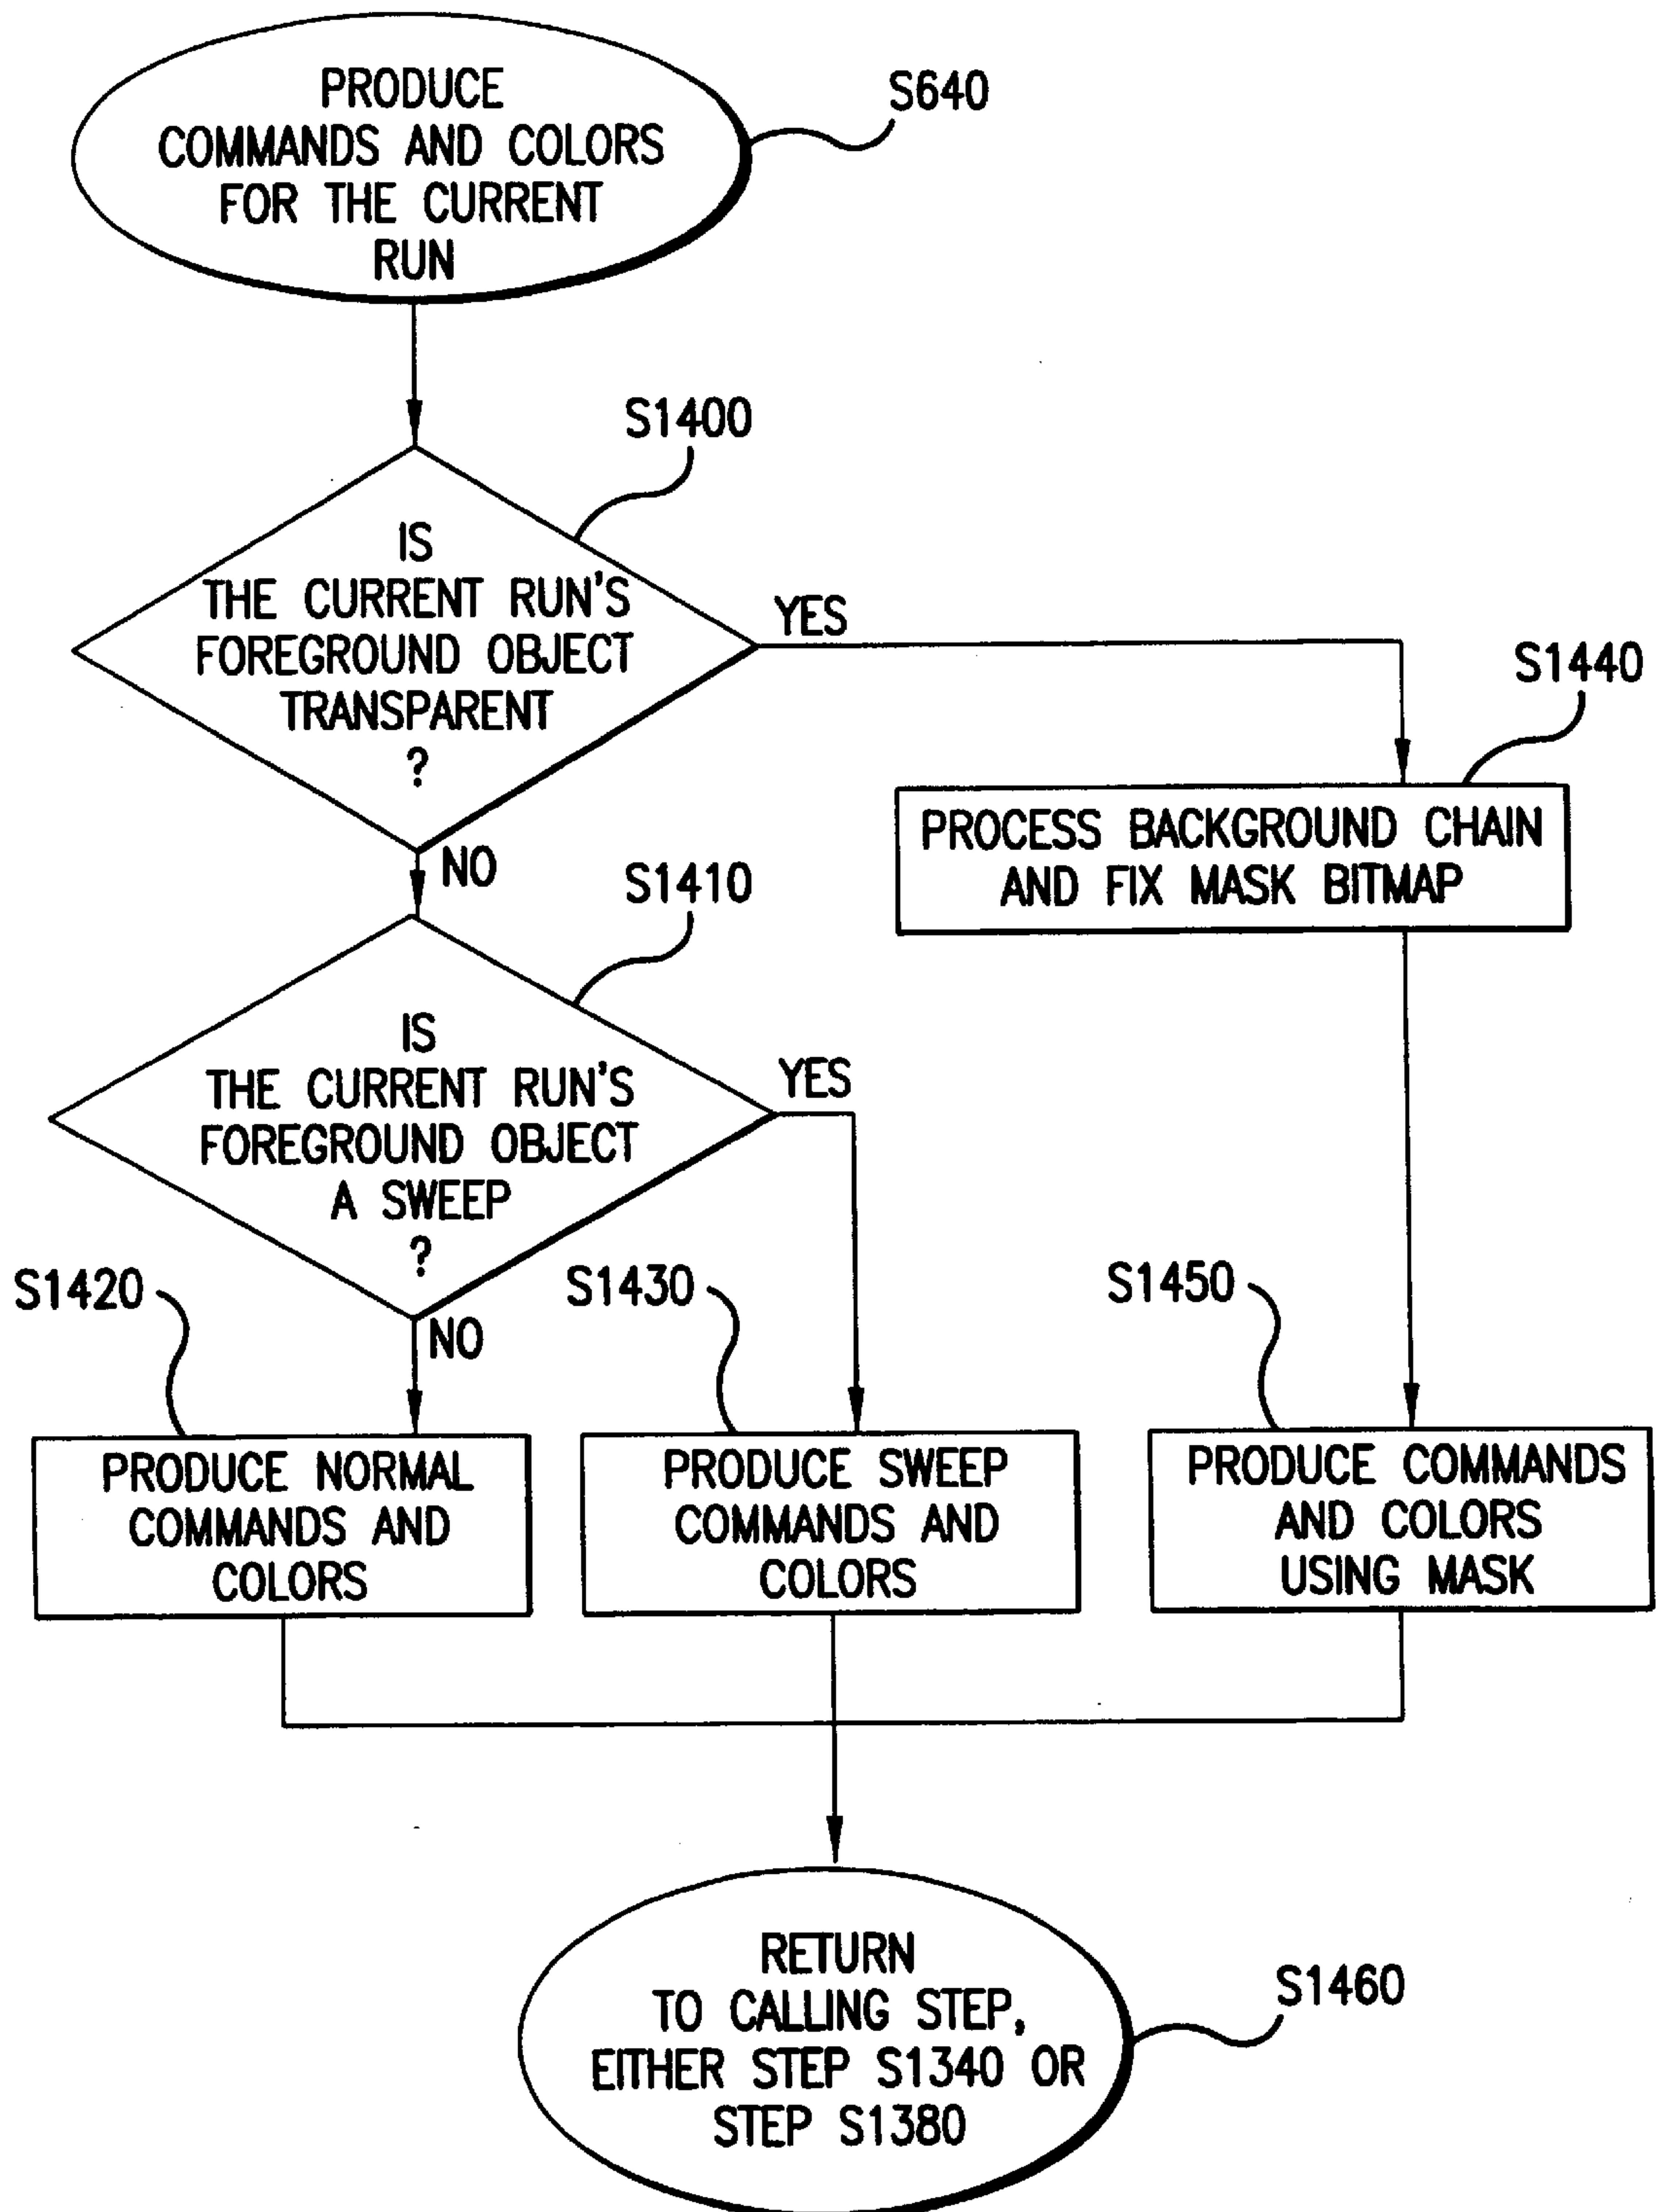 PRODUCE
COMMANDS AND COLORS
FOR THE CURRENT
RUN
S640
S1400
IS
THE CURRENT RUN'S
FOREGROUND OBJECT
TRANSPARENT
?
YES
NO
S1440
PROCESS BACKGROUND CHAIN
AND FIX MASK BITMAP
S1410
IS
THE CURRENT RUN'S
FOREGROUND OBJECT
A SWEEP
?
YES
NO
S1420
PRODUCE NORMAL
COMMANDS AND
COLORS
S1430
PRODUCE SWEEP
COMMANDS AND
COLORS
S1450
PRODUCE COMMANDS
AND COLORS
USING MASK
RETURN
TO CALLING STEP,
EITHER STEP S1340 OR
STEP S1380
S1460